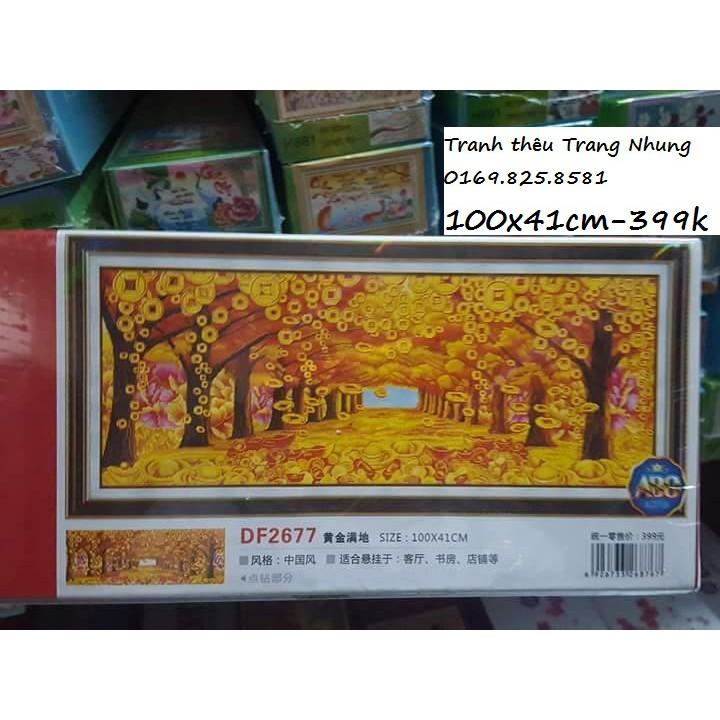 Tranh thêu Trang Nhung
0169.825.8581
100x41cm-399k
ABC
DF2677 黄金满地 SIZE：100X41CM
统一零售价：399元
■风格：中国风 ■适合悬挂于：客厅、书房、店铺等
◀点钻部分
6926733268767